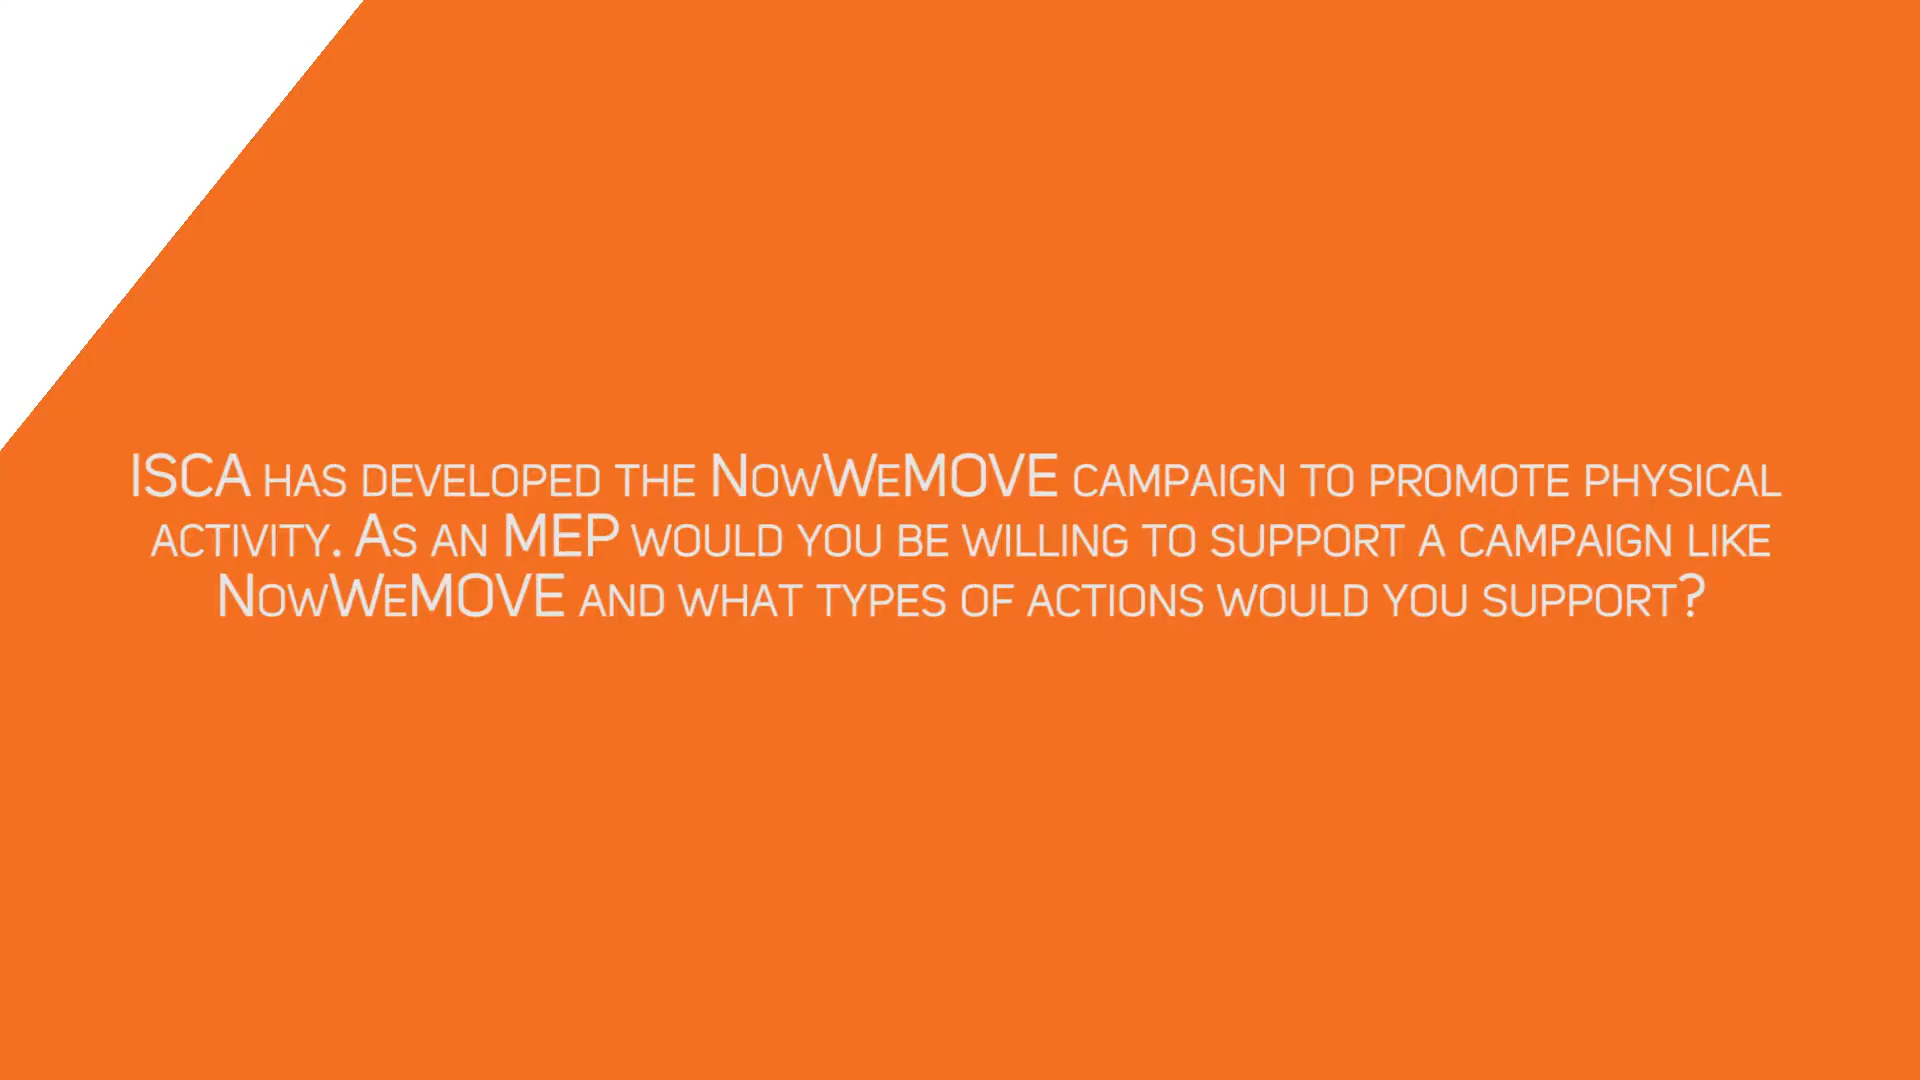 ISCA has developed the NowWeMOVE campaign to promote physical
activity. As an MEP would you be willing to support a campaign like
NowWeMOVE and what types of actions would you support?